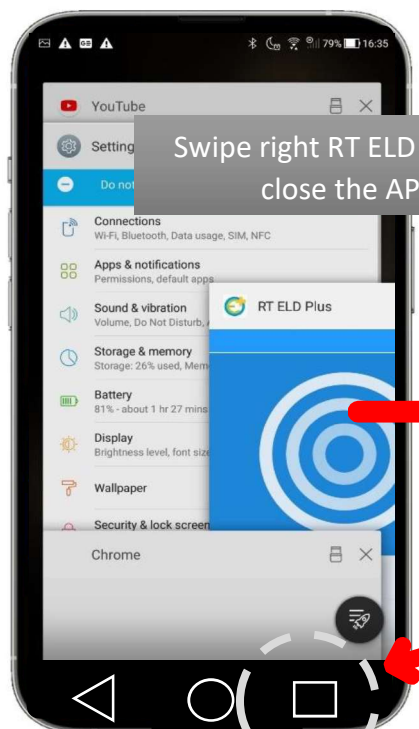 79% 16:35
YouTube
Setting
Swipe right RT ELD
close the AP
Do not
Connections
Wi-Fi, Bluetooth, Data usage, SIM, NFC
Apps & notifications
Permissions, default apps
Sound & vibration
Volume, Do Not Disturb,
RT ELD Plus
Storage & memory
Storage: 26% used, Mem
Battery
81% - about 1 hr 27 mins
Display
Brightness level, font size
Wallpaper
Security & lock screen
Chrome